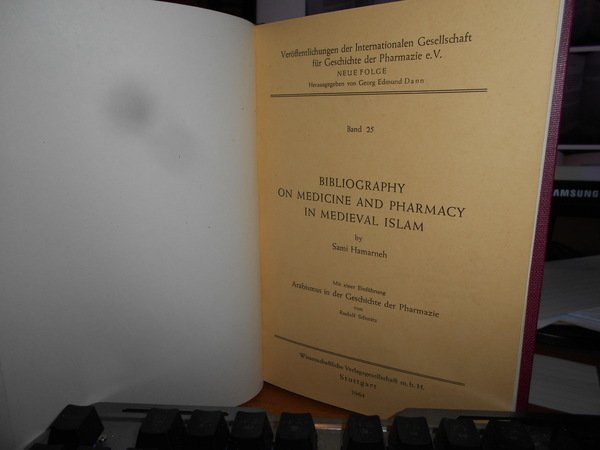 Veröffentlichungen der Internationalen Gesellschaft
für Geschichte der Pharmazie e.V.
NEUE FOLGE
Herausgegeben von Georg Edmund Dann
Band 25
BIBLIOGRAPHY
ON MEDICINE AND PHARMACY
IN MEDIEVAL ISLAM
by
Sami Hamarneh
Mit einer Einführung
Arabismus in der Geschichte der Pharmazie
von
Rudolf Schmitz
Wissenschaftliche Verlagsgesellschaft m. b. H.
Stuttgart
1964
SAMSUNG